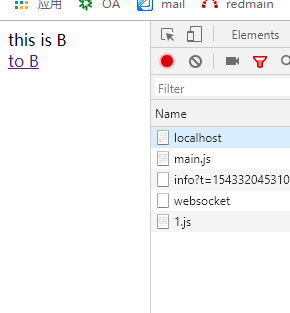 应用 OA mail redmain
this is B
to B
Elements
Filter
Name
localhost
main.js
info?t=154332045310
websocket
1.js